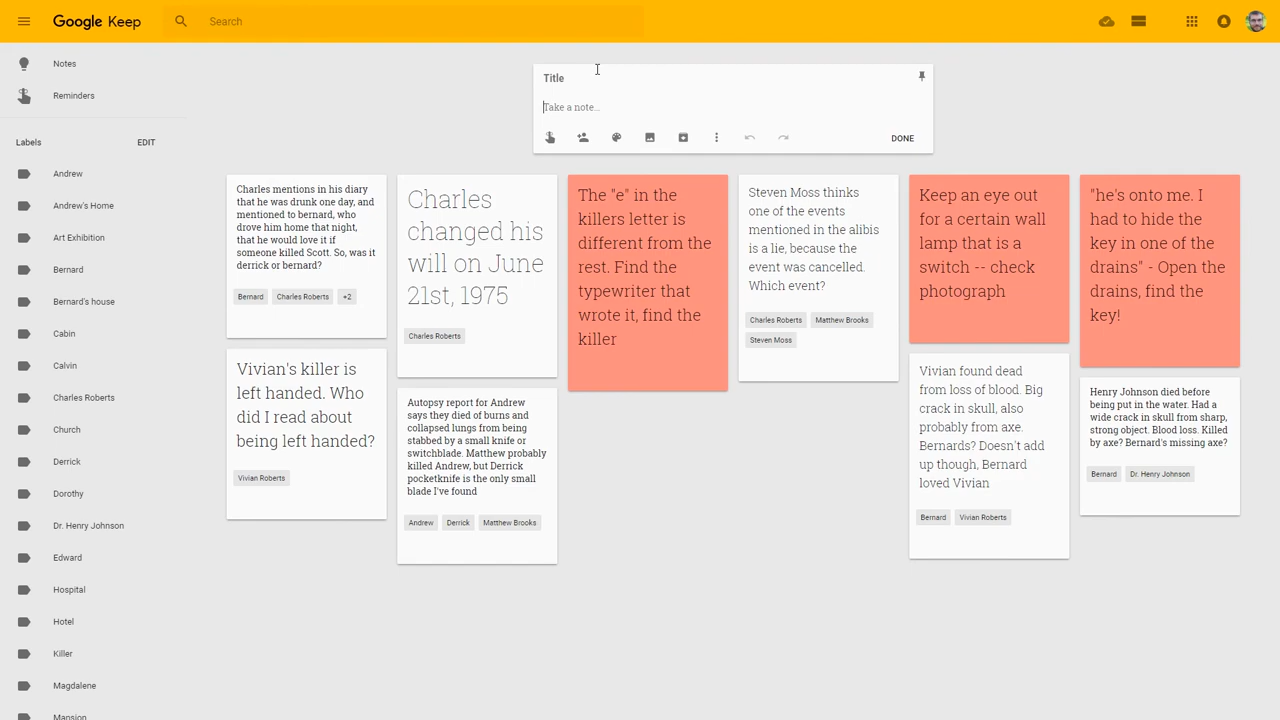 Google Keep
Search
Notes
Reminders
Labels
EDIT
Andrew
Andrew's Home
Art Exhibition
Bernard
Bernard's house
Cabin
Calvin
Charles Roberts
Church
Derrick
Dorothy
Dr. Henry Johnson
Edward
Hospital
Hotel
Killer
Magdalene
Mansion
Title
Take a note...
DONE
Charles mentions in his diary
that he was drunk one day, and
mentioned to bernard, who
drove him home that night,
that he would love it if
someone killed Scott. So, was it
derrick or bernard?
Bernard
Charles Roberts
+2
Vivian's killer is
left handed. Who
did I read about
being left handed?
Vivian Roberts
Charles
changed his
will on June
21st, 1975
Charles Roberts
Autopsy report for Andrew
says they died of burns and
collapsed lungs from being
stabbed by a small knife or
switchblade. Matthew probably
killed Andrew, but Derrick
pocketknife is the only small
blade I've found
Andrew
Derrick
Matthew Brooks
The "e" in the
killers letter is
different from the
rest. Find the
typewriter that
wrote it, find the
killer
Steven Moss thinks
one of the events
mentioned in the alibis
is a lie, because the
event was cancelled.
Which event?
Charles Roberts
Matthew Brooks
Steven Moss
Keep an eye out
for a certain wall
lamp that is a
switch -- check
photograph
Vivian found dead
from loss of blood. Big
crack in skull, also
probably from axe.
Bernards? Doesn't add
up though, Bernard
loved Vivian
Bernard
Vivian Roberts
"he's onto me. I
had to hide the
key in one of the
drains" - Open the
drains, find the
key!
Henry Johnson died before
being put in the water. Had a
wide crack in skull from sharp,
strong object. Blood loss. Killed
by axe? Bernard's missing axe?
Bernard
Dr. Henry Johnson